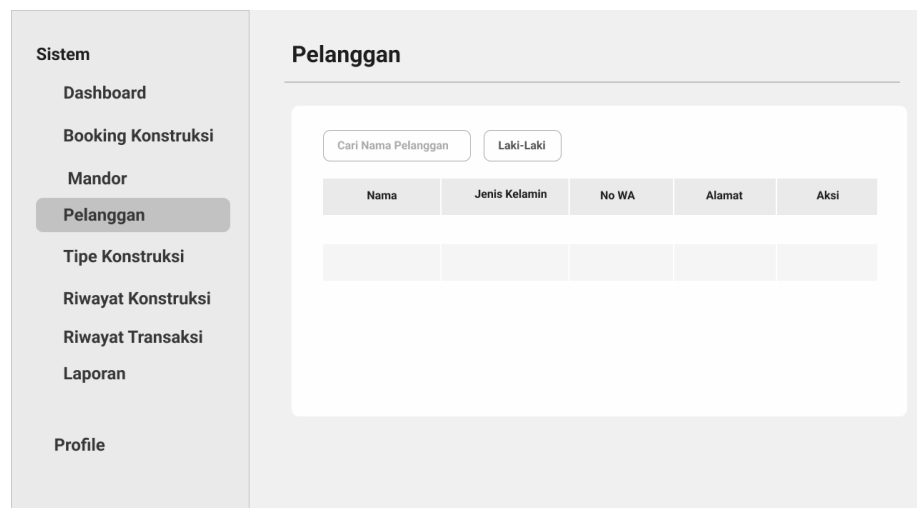 Sistem
Dashboard
Booking Konstruksi
Mandor
Pelanggan
Tipe Konstruksi
Riwayat Konstruksi
Riwayat Transaksi
Laporan
Profile
Pelanggan
Cari Nama Pelanggan Laki-Laki
Nama Jenis Kelamin No WA Alamat Aksi